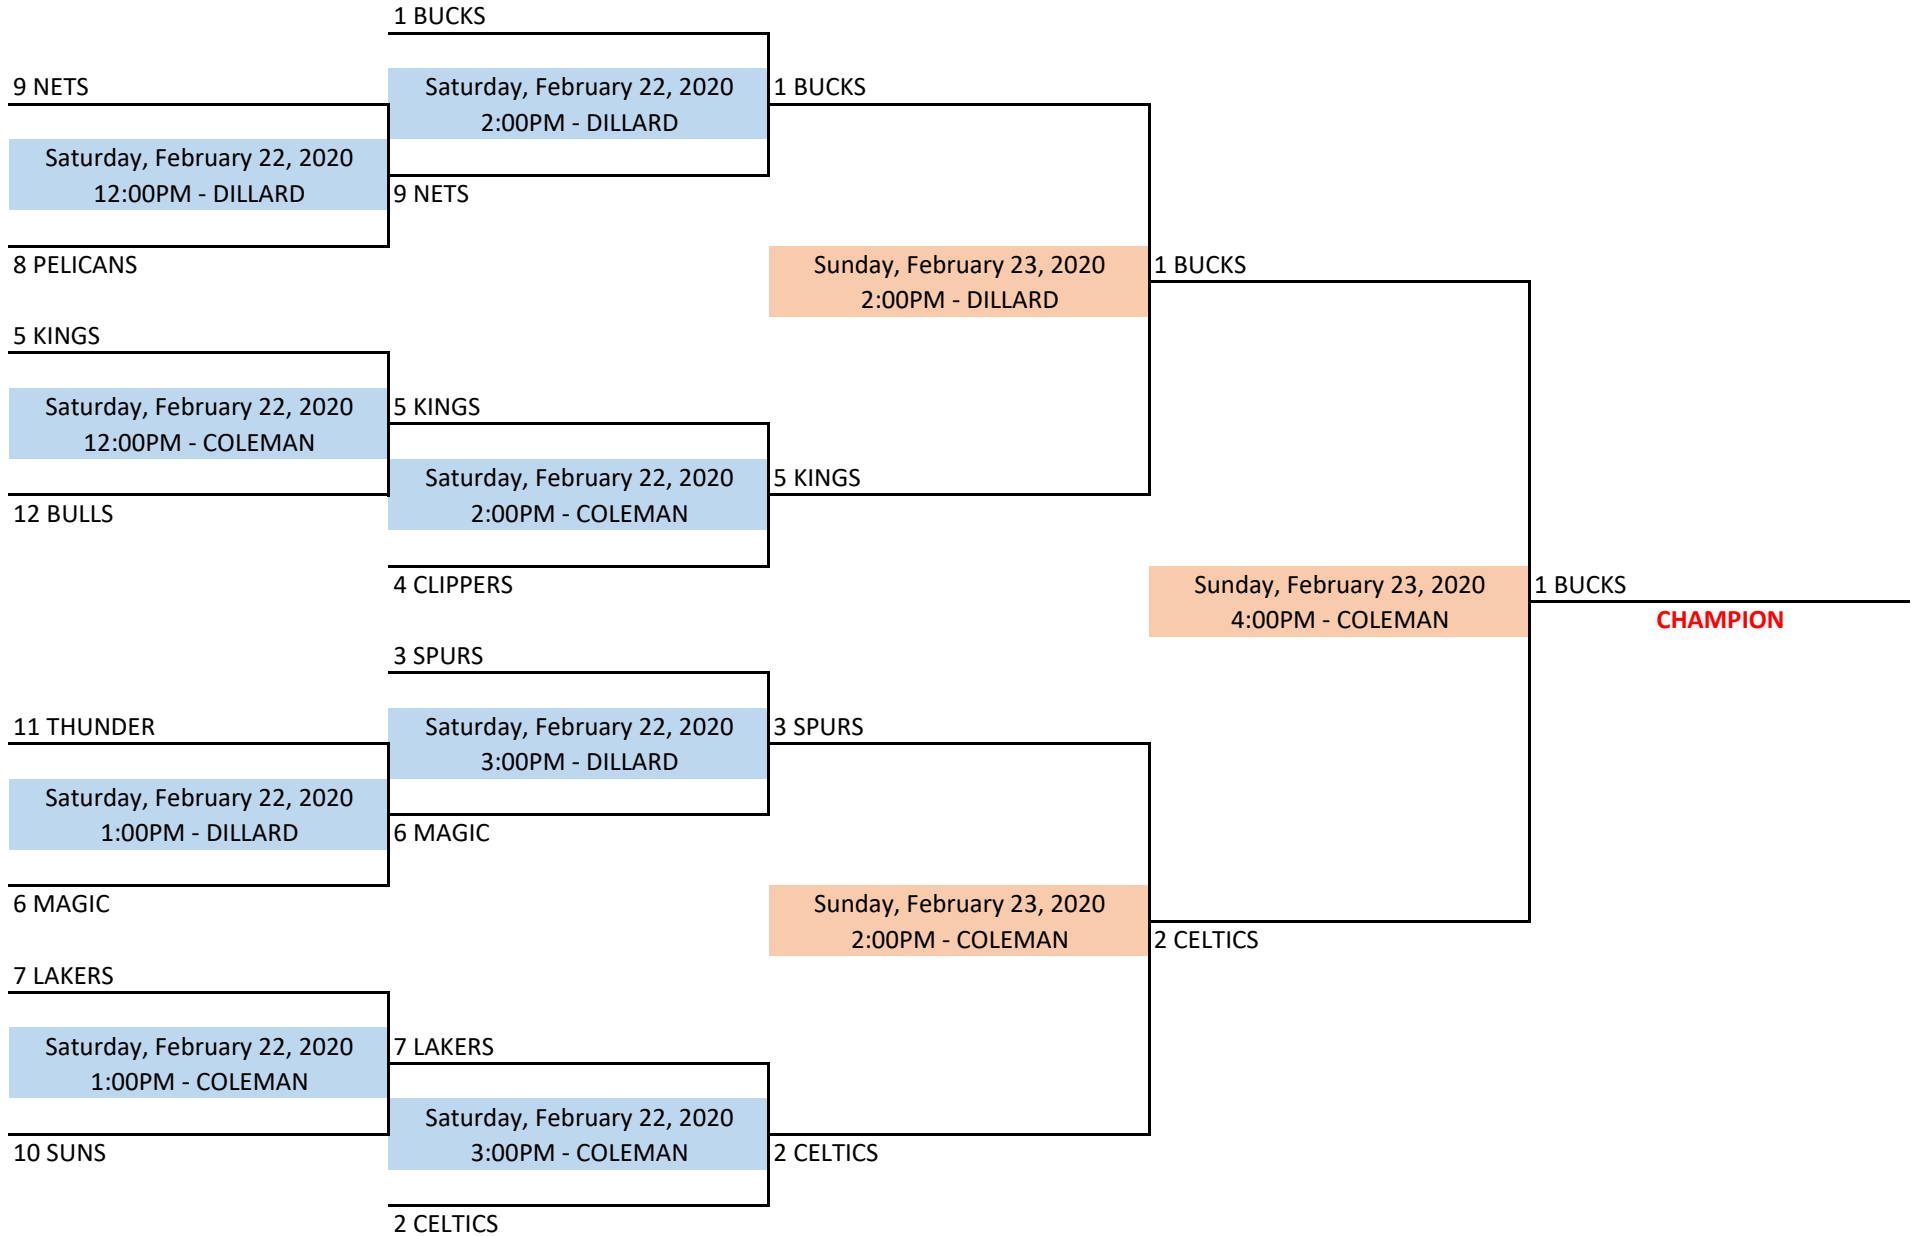 1 BUCKS
9 NETS
Saturday, February 22, 2020
2:00PM - DILLARD
1 BUCKS
Saturday, February 22, 2020
12:00PM - DILLARD
9 NETS
8 PELICANS
Sunday, February 23, 2020
2:00PM - DILLARD
1 BUCKS
5 KINGS
Saturday, February 22, 2020
12:00PM - COLEMAN
5 KINGS
Saturday, February 22, 2020
2:00PM - COLEMAN
5 KINGS
12 BULLS
4 CLIPPERS
Sunday, February 23, 2020
4:00PM - COLEMAN
1 BUCKS
CHAMPION
3 SPURS
11 THUNDER
Saturday, February 22, 2020
3:00PM - DILLARD
3 SPURS
Saturday, February 22, 2020
1:00PM - DILLARD
6 MAGIC
6 MAGIC
Sunday, February 23, 2020
2:00PM - COLEMAN
2 CELTICS
7 LAKERS
Saturday, February 22, 2020
1:00PM - COLEMAN
7 LAKERS
Saturday, February 22, 2020
3:00PM - COLEMAN
2 CELTICS
10 SUNS
2 CELTICS